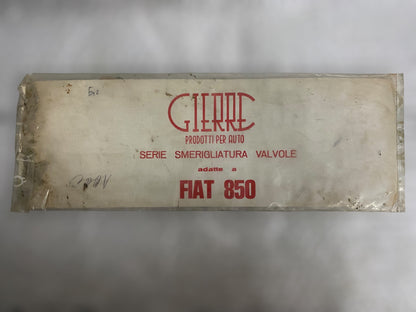 GIERRE
PRODOTTI PER AUTO
SERIE SMERIGLIATURA VALVOLE
adatte a
FIAT 850